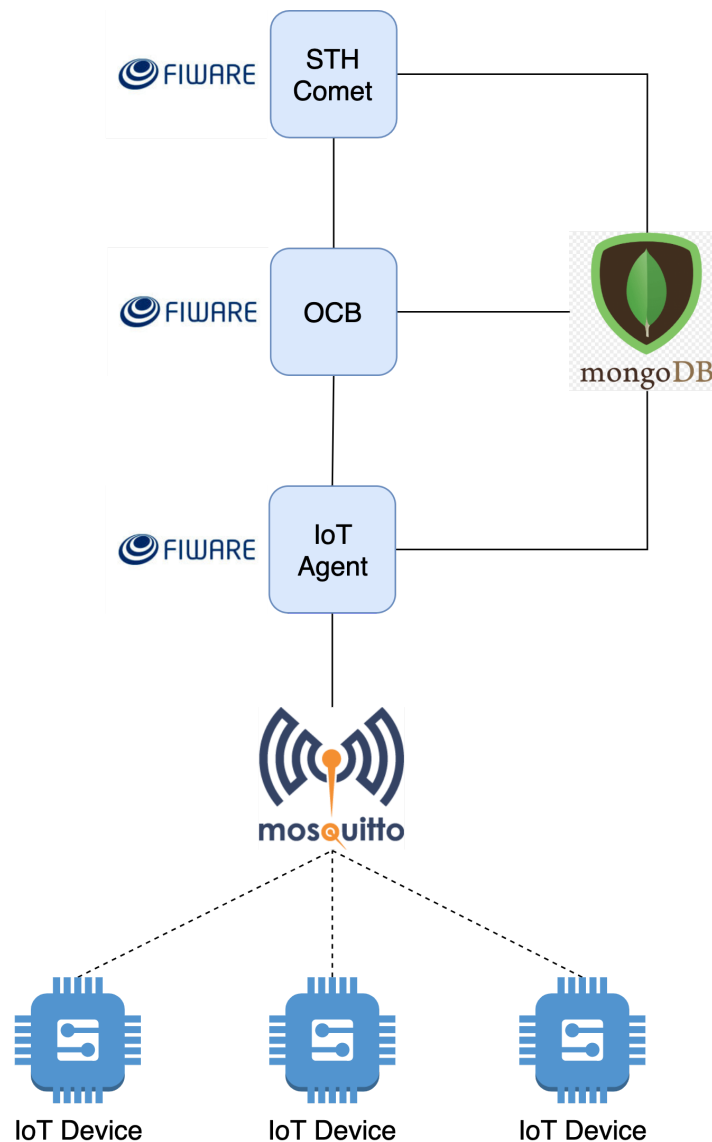 FIWARE
STH
Comet
FIWARE
OCB
mongoDB
FIWARE
IoT
Agent
mosquitto
IoT Device
IoT Device
IoT Device